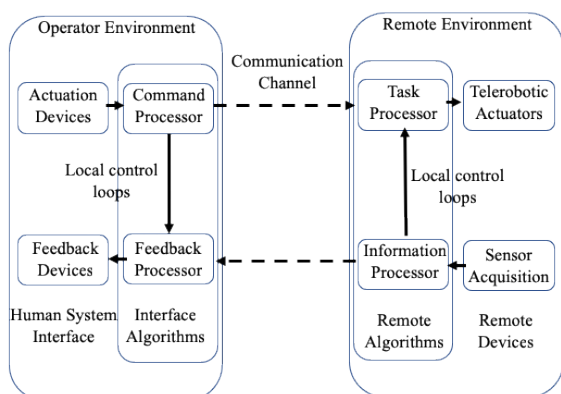 Operator Environment
Remote Environment
Communication
Channel
Actuation
Devices
Command
Processor
Task
Processor
Telerobotic
Actuators
Local control
loops
Local control
loops
Feedback
Devices
Feedback
Processor
Information
Processor
Sensor
Acquisition
Human System
Interface
Interface
Algorithms
Remote
Algorithms
Remote
Devices